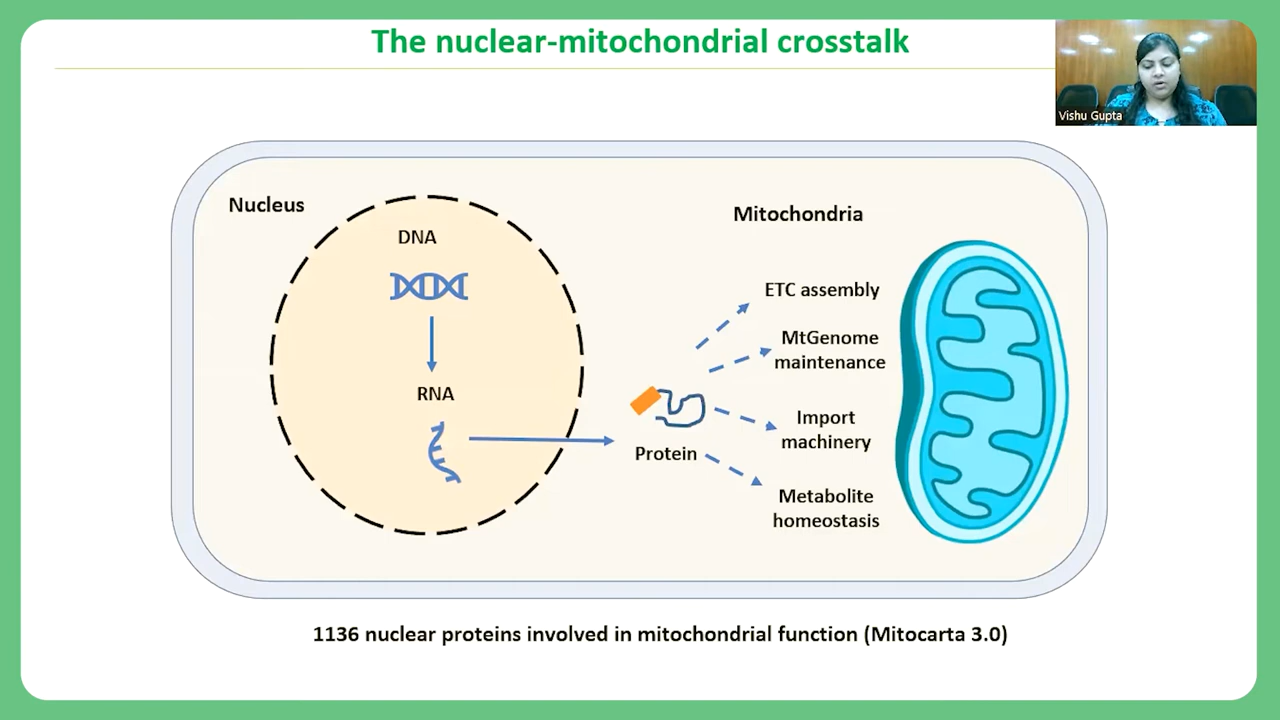 The nuclear-mitochondrial crosstalk
Vishu Gupta
Nucleus
Mitochondria
DNA
ETC assembly
MtGenome
maintenance
RNA
Import
machinery
Protein
Metabolite
homeostasis
1136 nuclear proteins involved in mitochondrial function (Mitocarta 3.0)